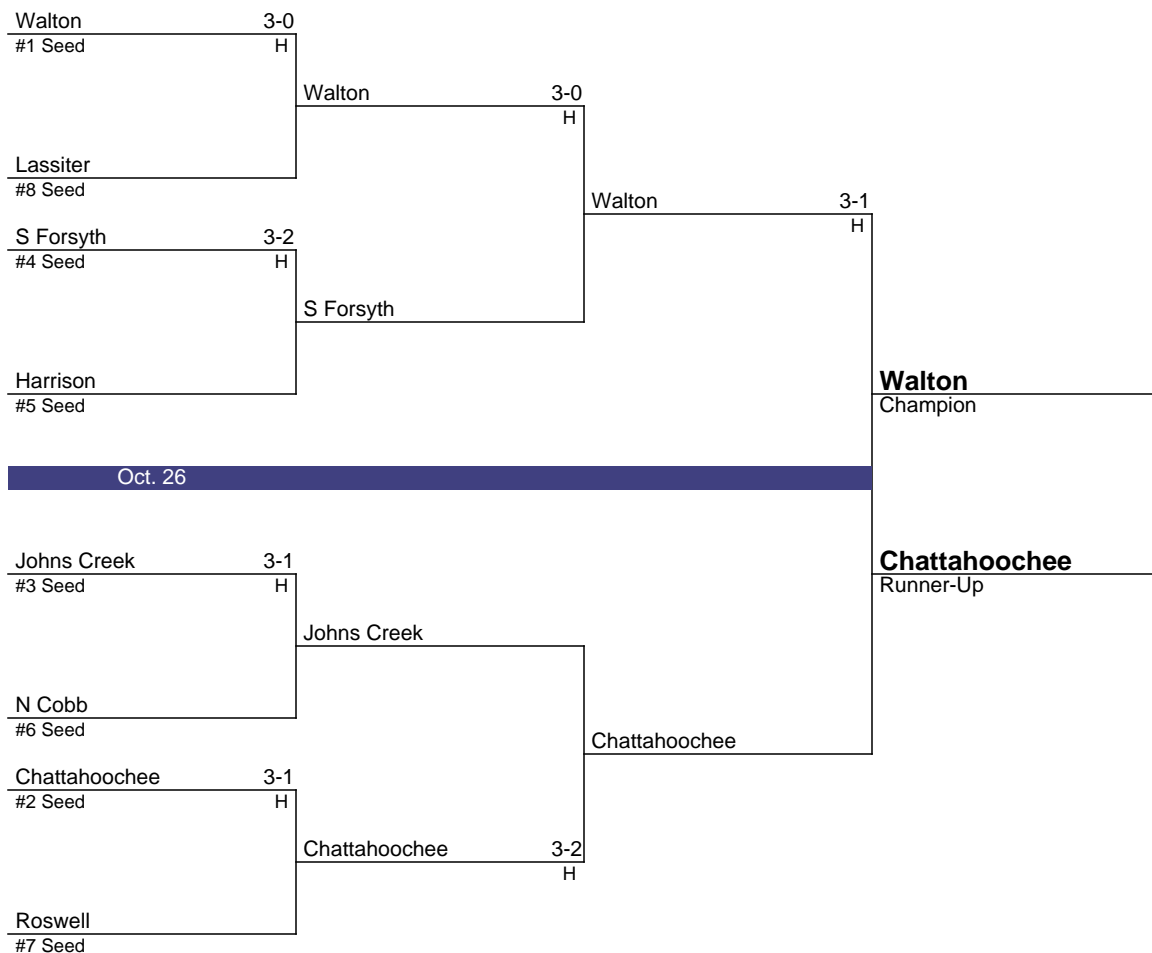 Walton 3-0
#1 Seed H
Walton 3-0
H
Lassiter
#8 Seed
Walton 3-1
H
S Forsyth 3-2
#4 Seed H
S Forsyth
Harrison
#5 Seed
Walton
Champion
Oct. 26
Johns Creek 3-1
#3 Seed H
Chattahoochee
Runner-Up
Johns Creek
N Cobb
#6 Seed
Chattahoochee
Chattahoochee 3-1
#2 Seed H
Chattahoochee 3-2
H
Roswell
#7 Seed